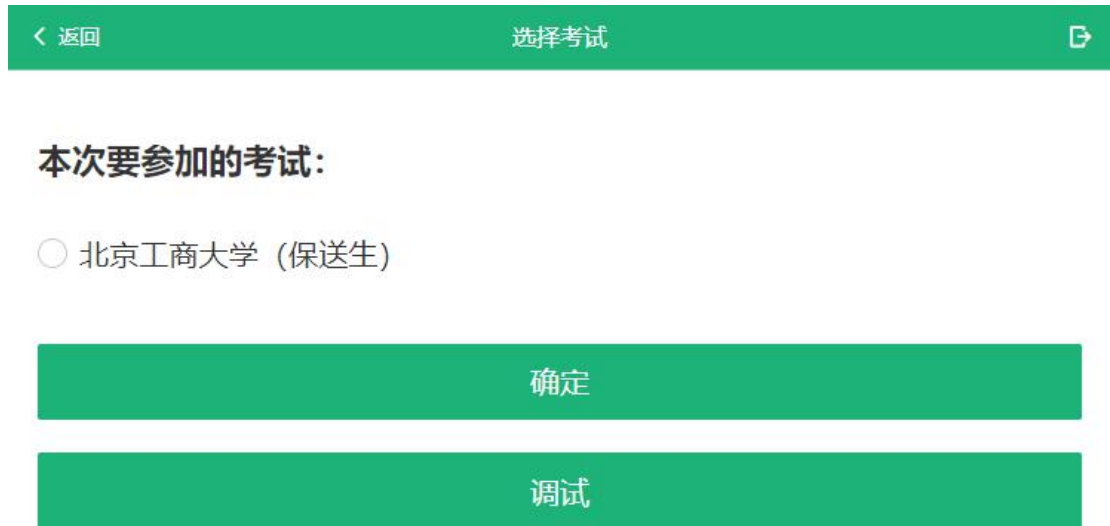 返回
选择考试
本次要参加的考试：
北京工商大学（保送生）
确定
调试